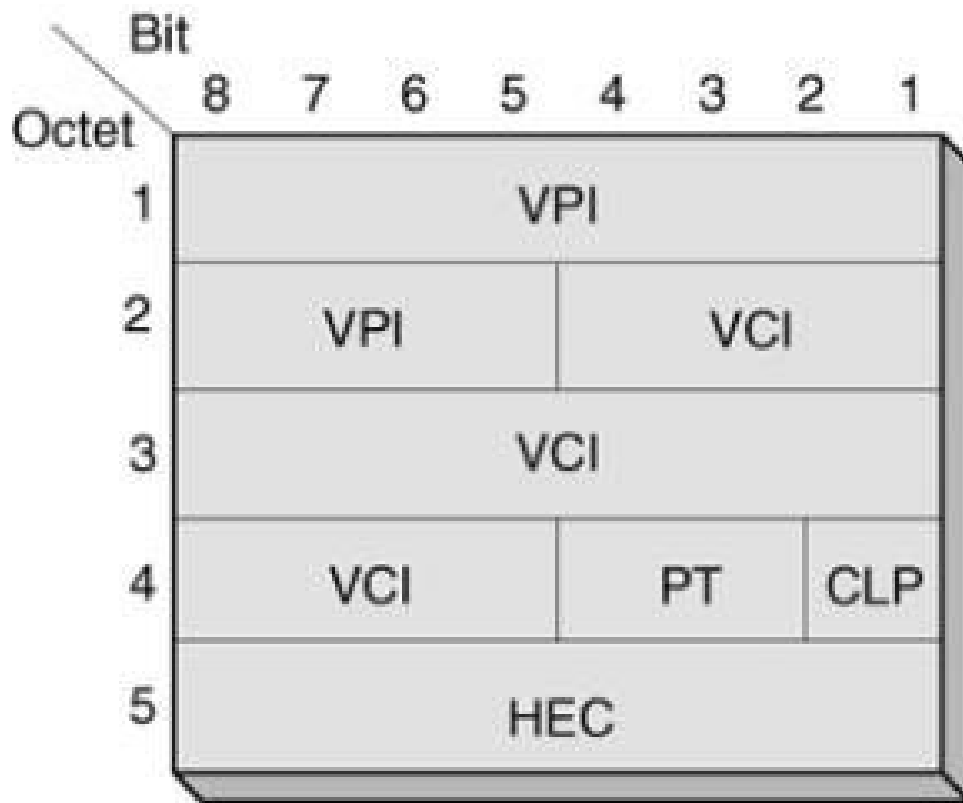 Bit
8 7 6 5 4 3 2 1
Octet
1 VPI
2 VPI VCI
3 VCI
4 VCI PT CLP
5 HEC